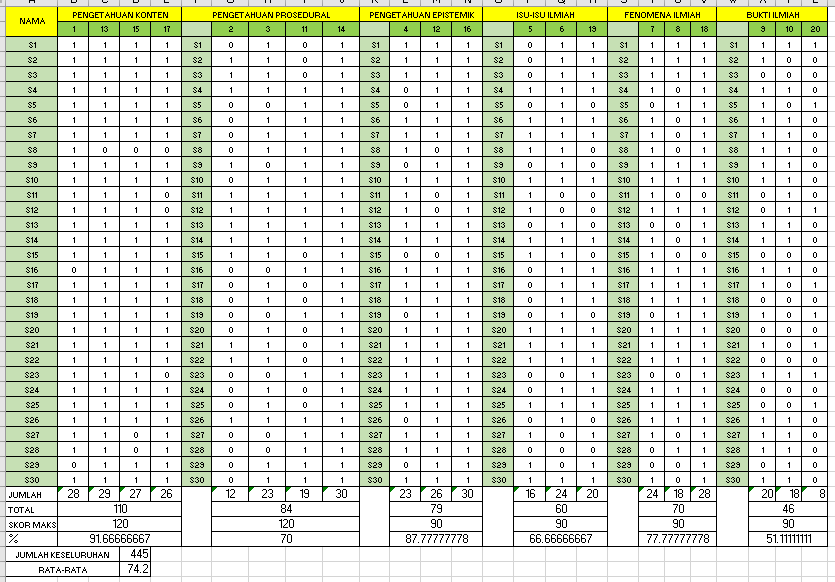 PENGETAHUAN KONTEN PENGETAHUAN PROSEDURAL PENGETAHUAN EPISTEMIK ISU-ISU ILMIAH FENOMENA ILMIAH BUKTI ILMIAH
NAMA 1 13 15 17 2 3 11 14 4 12 16 5 6 19 7 8 18 9 10 20
S1 1 1 1 1 S1 0 1 0 1 S1 1 1 1 S1 0 1 1 S1 1 1 1 S1 1 1 1
S2 1 1 1 1 S2 1 1 0 1 S2 1 1 1 S2 1 1 1 S2 1 1 1 S2 1 0 0
S3 1 1 1 1 S3 1 1 0 1 S3 1 1 1 S3 1 1 1 S3 1 1 1 S3 1 0 0
S4 1 1 1 1 S4 1 1 1 1 S4 0 1 1 S4 0 1 1 S4 1 0 1 S4 1 1 0
S5 1 1 1 1 S5 0 0 1 1 S5 0 1 1 S5 1 1 0 S5 0 1 1 S5 1 0 1
S6 1 1 1 1 S6 0 1 1 1 S6 1 1 1 S6 1 1 1 S6 1 0 1 S6 1 1 0
S7 1 1 1 1 S7 0 1 1 1 S7 1 1 1 S7 1 1 1 S7 1 0 1 S7 0 1 0
S8 1 0 0 0 S8 0 1 1 1 S8 1 0 1 S8 1 1 0 S8 1 0 1 S8 0 1 0
S9 1 1 1 1 S9 1 0 1 1 S9 0 1 1 S9 1 1 1 S9 1 1 1 S9 1 1 0
S10 1 1 1 1 S10 0 1 1 1 S10 1 1 1 S10 0 1 1 S10 1 1 1 S10 1 1 0
S11 1 1 1 0 S11 1 1 1 1 S11 1 1 1 S11 1 0 0 S11 1 0 0 S11 0 1 0
S12 1 1 1 0 S12 1 1 1 1 S12 1 0 1 S12 1 0 0 S12 1 1 1 S12 0 1 1
S13 1 1 1 1 S13 0 1 1 1 S13 1 1 1 S13 0 1 1 S13 0 0 1 S13 1 1 0
S14 1 1 1 1 S14 0 1 1 1 S14 1 1 1 S14 0 1 1 S14 1 0 1 S14 1 1 0
S15 1 1 1 1 S15 1 1 0 1 S15 0 0 1 S15 1 1 1 S15 1 0 0 S15 0 0 1
S16 0 1 1 1 S16 0 0 1 1 S16 1 1 1 S16 0 1 1 S16 1 1 1 S16 1 0 0
S17 1 1 1 1 S17 0 1 1 1 S17 1 1 1 S17 1 0 1 S17 1 1 1 S17 1 0 0
S18 1 1 1 1 S18 1 1 0 1 S18 1 1 1 S18 0 1 1 S18 1 1 1 S18 1 0 0
S19 1 1 1 1 S19 0 0 1 1 S19 0 1 1 S19 1 0 0 S19 0 0 1 S19 0 1 0
S20 1 1 1 1 S20 0 1 0 1 S20 1 1 1 S20 0 1 1 S20 1 1 1 S20 1 0 0
S21 1 1 1 1 S21 0 1 0 1 S21 1 1 1 S21 0 1 1 S21 1 1 1 S21 1 1 0
S22 1 1 1 1 S22 1 1 0 1 S22 1 1 1 S22 0 1 1 S22 1 1 1 S22 0 0 0
S23 1 1 1 0 S23 0 0 1 1 S23 0 1 1 S23 1 0 0 S23 0 0 1 S23 0 1 1
S24 1 1 1 1 S24 0 1 0 1 S24 1 1 1 S24 0 1 1 S24 1 1 1 S24 1 0 0
S25 1 1 1 1 S25 0 1 0 1 S25 1 1 1 S25 0 1 1 S25 1 1 1 S25 0 0 1
S26 1 1 1 1 S26 1 1 0 1 S26 1 1 1 S26 0 1 1 S26 1 1 1 S26 1 1 0
S27 1 1 0 1 S27 0 0 1 1 S27 1 0 1 S27 1 1 0 S27 1 0 1 S27 1 1 0
S28 1 1 0 1 S28 0 0 1 1 S28 1 0 1 S28 1 1 0 S28 1 0 1 S28 1 1 0
S29 0 1 1 1 S29 0 1 1 1 S29 0 1 1 S29 1 1 0 S29 0 1 1 S29 1 1 0
S30 1 1 1 1 S30 1 1 1 1 S30 1 1 1 S30 1 1 1 S30 1 1 1 S30 1 1 1
JUMLAH 28 29 27 26 12 23 19 30 23 26 30 16 24 20 24 18 28 20 18 8
TOTAL 110 84 79 60 70 46
SKOR MAKS 120 120 90 90 90 90
% 91.66666667 70 87.77777778 66.66666667 77.77777778 51.11111111
JUMLAH KESELURUHAN 445
RATA-RATA 74.2